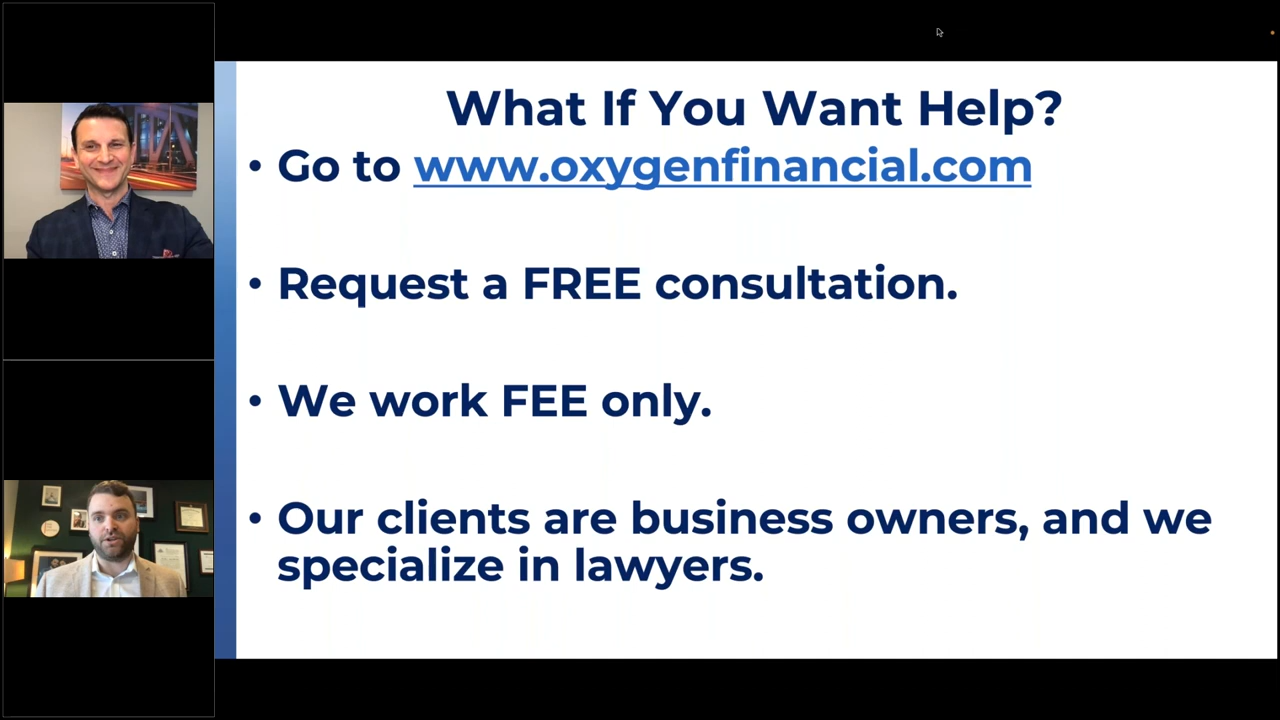 What If You Want Help?
• Go to www.oxygenfinancial.com
• Request a FREE consultation.
• We work FEE only.
• Our clients are business owners, and we
specialize in lawyers.